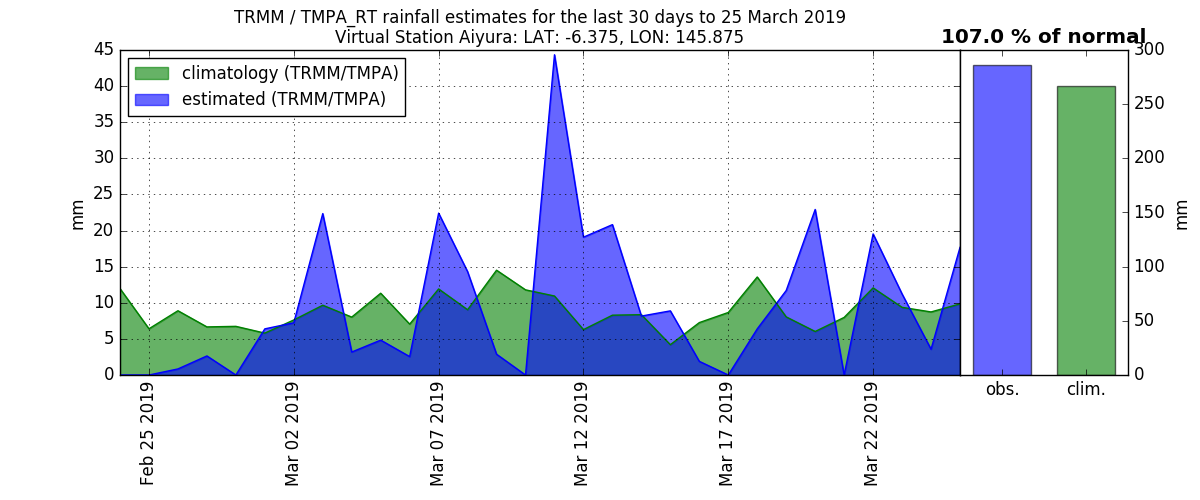 TRMM / TMPA_RT rainfall estimates for the last 30 days to 25 March 2019
Virtual Station Aiyura: LAT: -6.375, LON: 145.875
107.0 % of normal
climatology (TRMM/TMPA)
estimated (TRMM/TMPA)
45
40
35
30
25
20
15
10
5
0
mm
Feb 25 2019
Mar 02 2019
Mar 07 2019
Mar 12 2019
Mar 17 2019
Mar 22 2019
obs.
clim.
300
250
200
150
100
50
0
mm